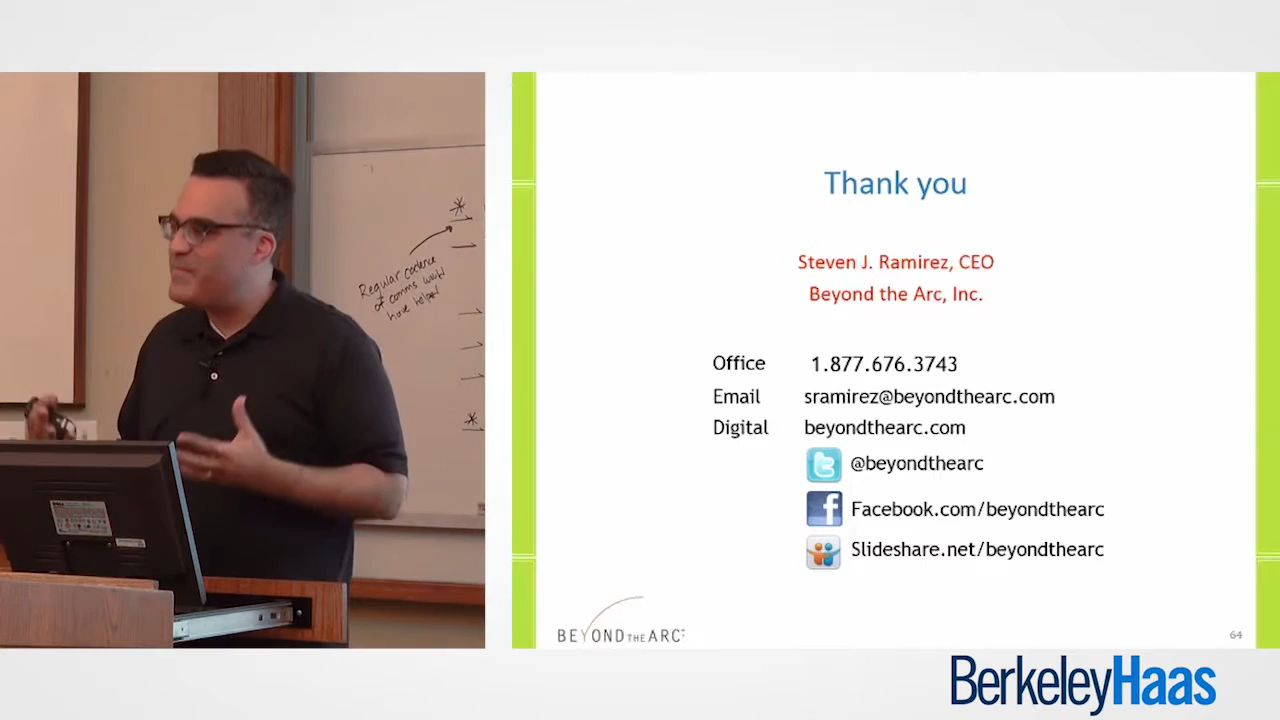 Regular cadence
of comms would
have helped
DELL
Thank you
Steven J. Ramirez, CEO
Beyond the Arc, Inc.
Office 1.877.676.3743
Email sramirez@beyondthearc.com
Digital beyondthearc.com
@beyondthearc
Facebook.com/beyondthearc
Slideshare.net/beyondthearc
BEYOND THE ARC
64
BerkeleyHaas